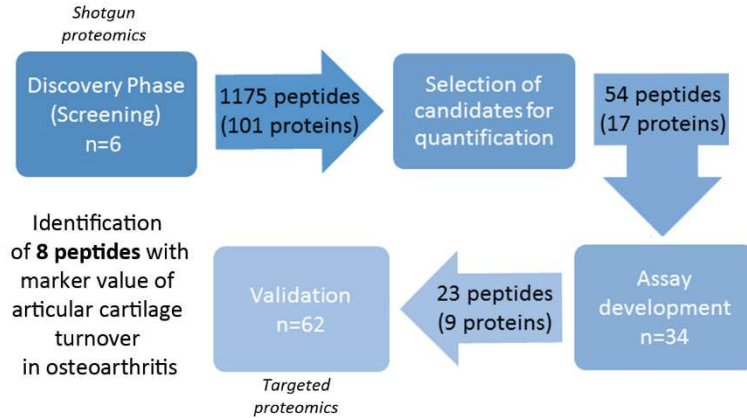 Shotgun
proteomics
Discovery Phase
(Screening)
n=6
1175 peptides
(101 proteins)
Selection of
candidates for
quantification
54 peptides
(17 proteins)
Assay
development
n=34
23 peptides
(9 proteins)
Validation
n=62
Targeted
proteomics
Identification
of 8 peptides with
marker value of
articular cartilage
turnover
in osteoarthritis